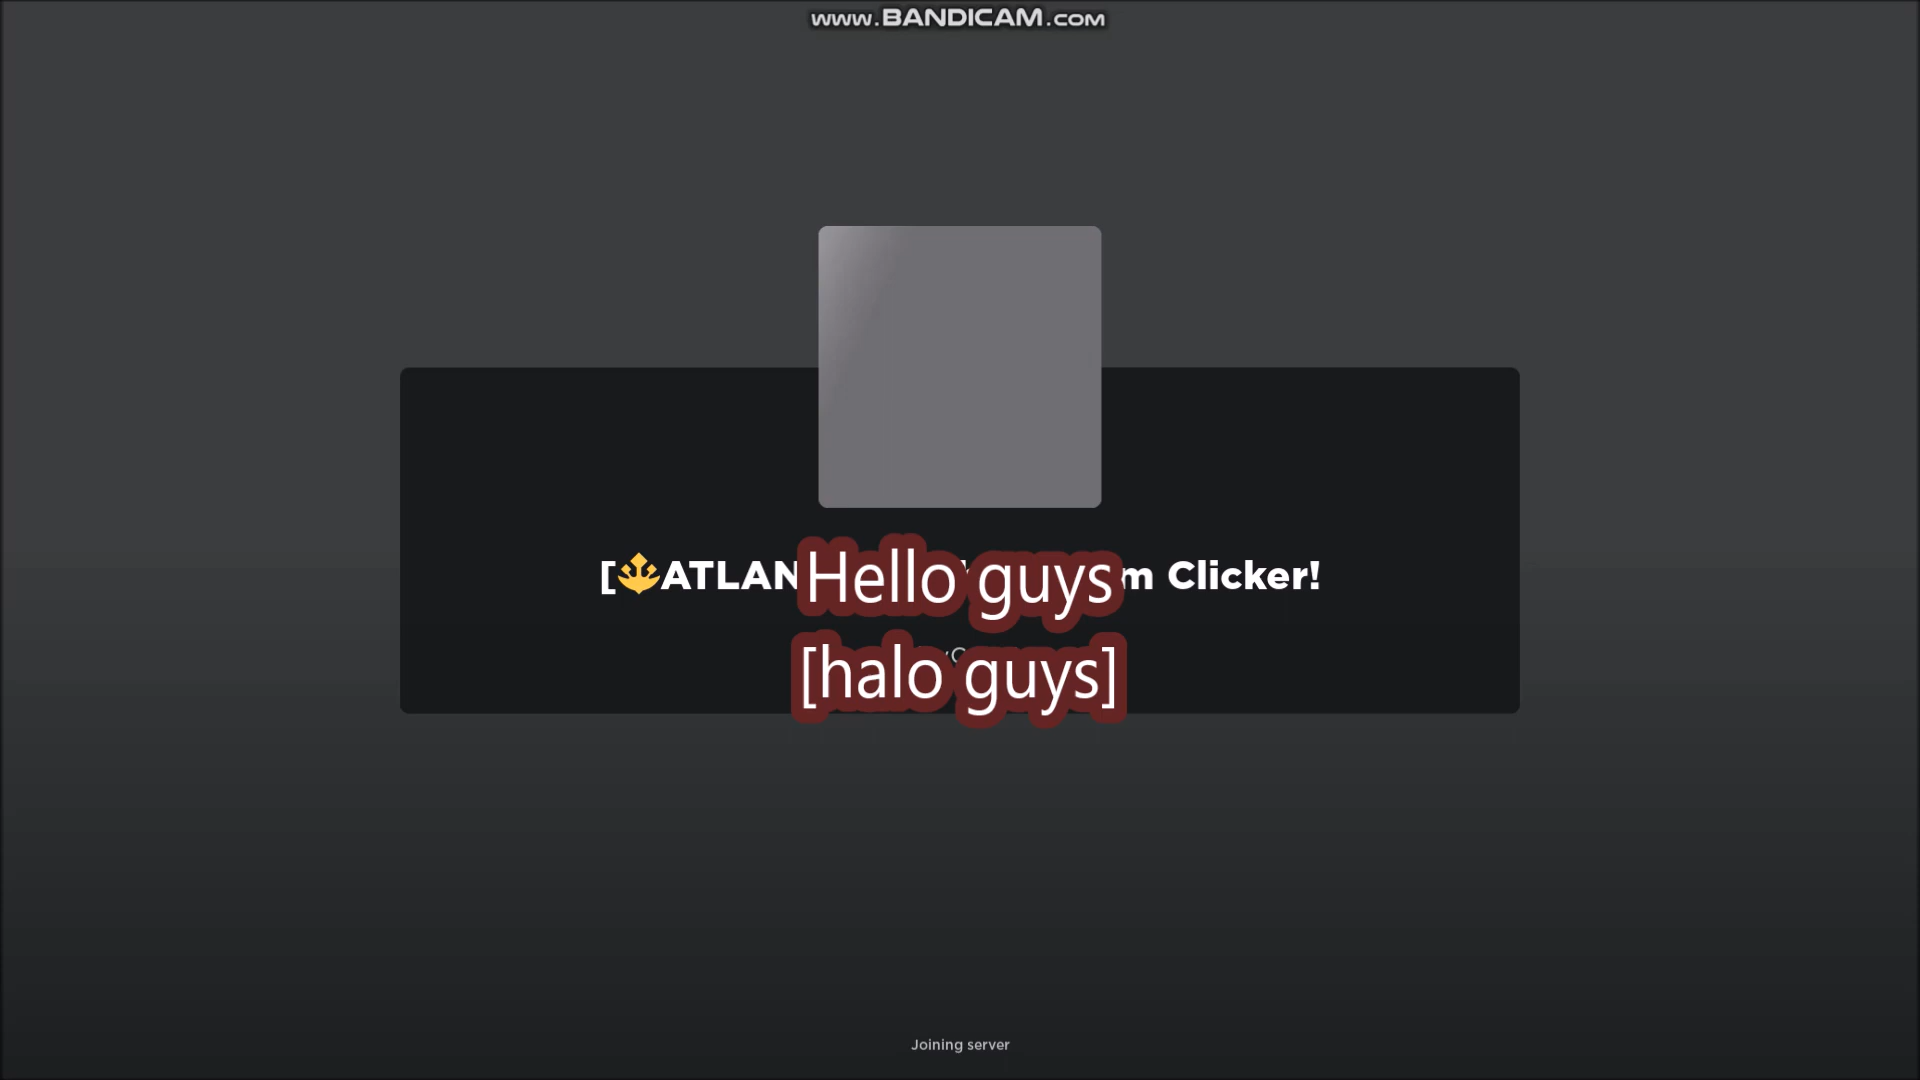 www.BANDICAM.com
[🔱ATLAN m Clicker!
Hello guys
[halo guys]
Joining server